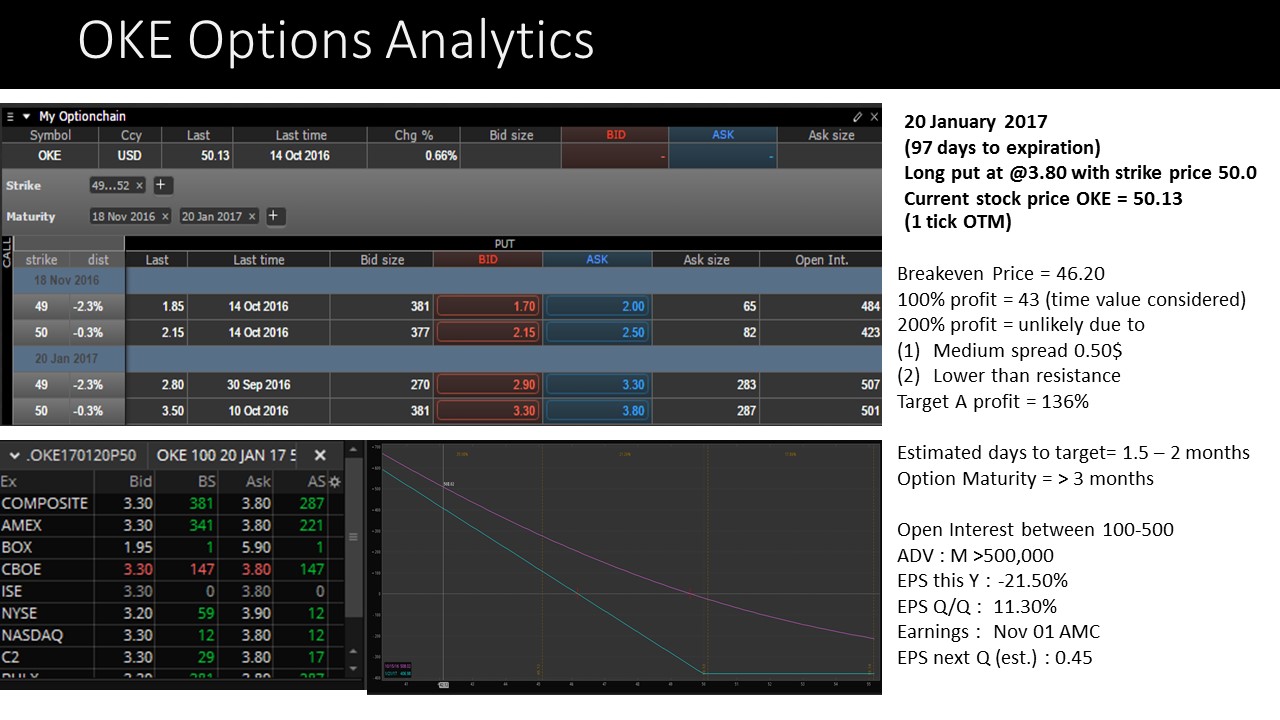 OKE Options Analytics
My Optionchain
Symbol Ccy Last Last time Chg % Bid size BID ASK Ask size
OKE USD 50.13 14 Oct 2016 0.66% - -
Strike 49...52 × +
Maturity 18 Nov 2016 × 20 Jan 2017 × +
CALL
PUT
strike dist Last Last time Bid size BID ASK Ask size Open Int.
18 Nov 2016
49 -2.3% 1.85 14 Oct 2016 381 1.70 2.00 65 484
50 -0.3% 2.15 14 Oct 2016 377 2.15 2.50 82 423
20 Jan 2017
49 -2.3% 2.80 30 Sep 2016 270 2.90 3.30 283 507
50 -0.3% 3.50 10 Oct 2016 381 3.30 3.80 287 501
.OKE170120P50 OKE 100 20 JAN 17 5
Ex Bid BS Ask AS
COMPOSITE 3.30 381 3.80 287
AMEX 3.30 341 3.80 221
BOX 1.95 1 5.90 1
CBOE 3.30 147 3.80 147
ISE 3.30 0 3.80 0
NYSE 3.20 59 3.90 12
NASDAQ 3.30 12 3.80 12
C2 3.30 29 3.80 17
20 January 2017
(97 days to expiration)
Long put at @3.80 with strike price 50.0
Current stock price OKE = 50.13
(1 tick OTM)
Breakeven Price = 46.20
100% profit = 43 (time value considered)
200% profit = unlikely due to
(1) Medium spread 0.50$
(2) Lower than resistance
Target A profit = 136%
Estimated days to target= 1.5 – 2 months
Option Maturity = > 3 months
Open Interest between 100-500
ADV : M >500,000
EPS this Y : -21.50%
EPS Q/Q : 11.30%
Earnings : Nov 01 AMC
EPS next Q (est.) : 0.45